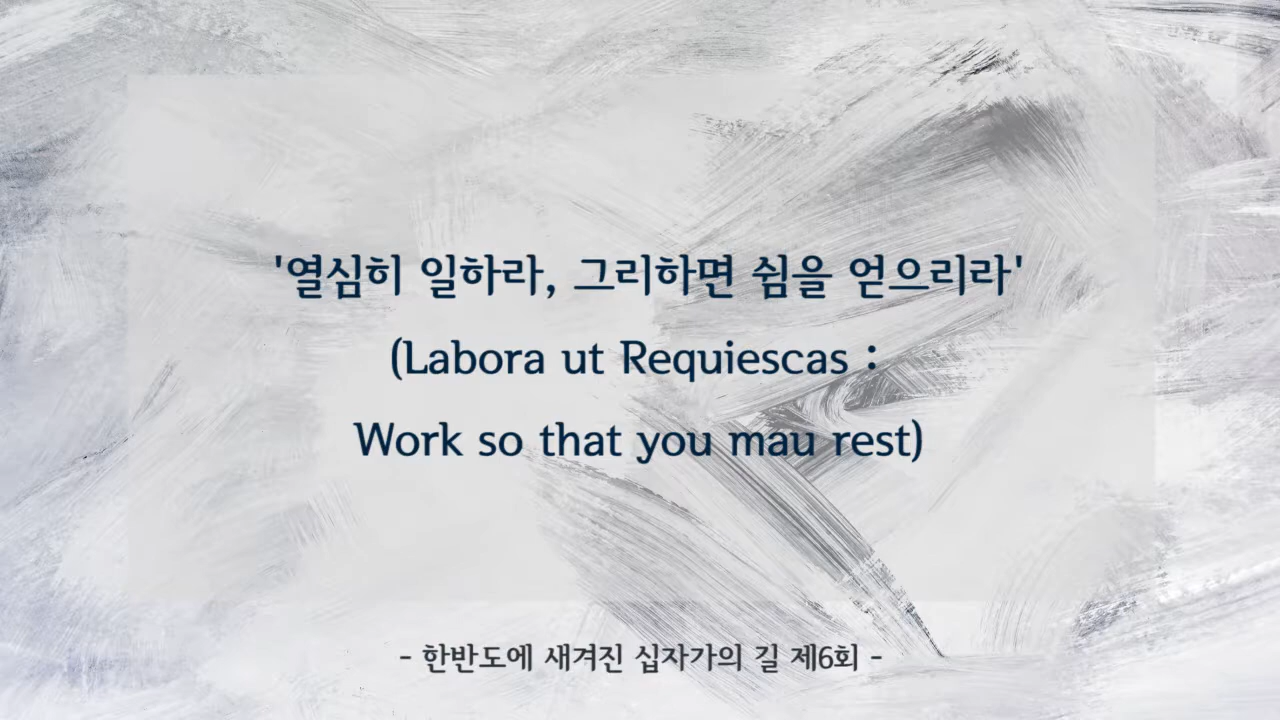 '열심히 일하라, 그리하면 쉼을 얻으리라'
(Labora ut Requiescas :
Work so that you mau rest)
- 한반도에 새겨진 십자가의 길 제6회 -